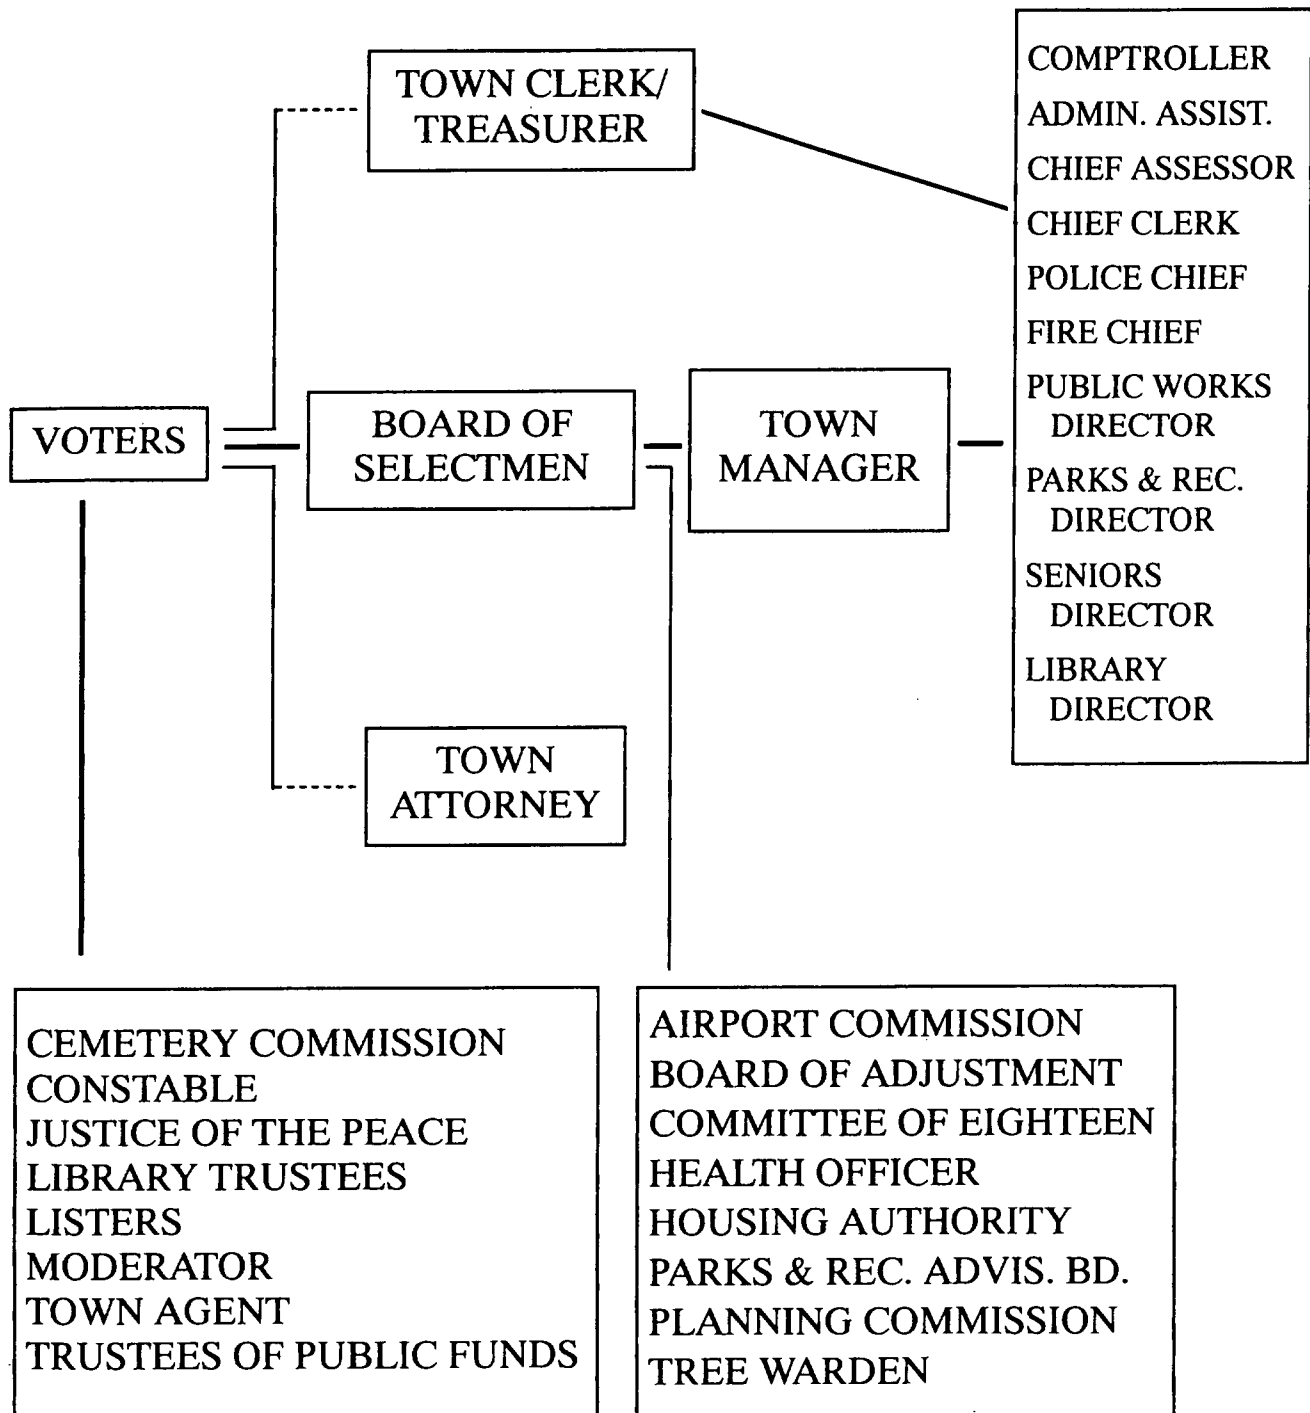 TOWN CLERK/
TREASURER
COMPTROLLER
ADMIN. ASSIST.
CHIEF ASSESSOR
CHIEF CLERK
POLICE CHIEF
FIRE CHIEF
PUBLIC WORKS
DIRECTOR
PARKS & REC.
DIRECTOR
SENIORS
DIRECTOR
LIBRARY
DIRECTOR
VOTERS
BOARD OF
SELECTMEN
TOWN
MANAGER
TOWN
ATTORNEY
CEMETERY COMMISSION
CONSTABLE
JUSTICE OF THE PEACE
LIBRARY TRUSTEES
LISTERS
MODERATOR
TOWN AGENT
TRUSTEES OF PUBLIC FUNDS
AIRPORT COMMISSION
BOARD OF ADJUSTMENT
COMMITTEE OF EIGHTEEN
HEALTH OFFICER
HOUSING AUTHORITY
PARKS & REC. ADVIS. BD.
PLANNING COMMISSION
TREE WARDEN